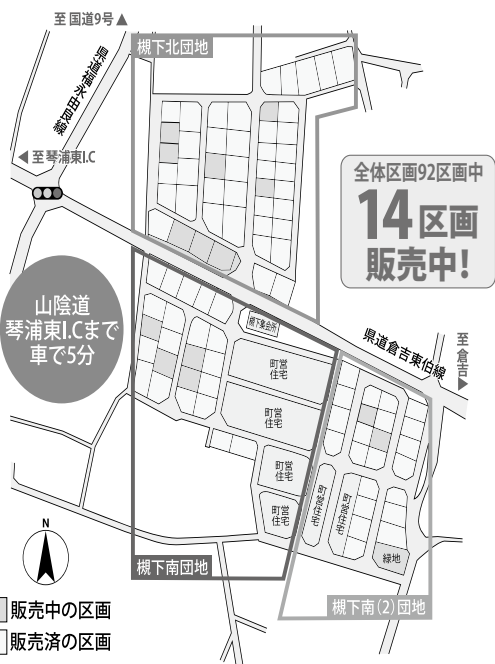 至 国道9号▲
槻下北団地
県道福永由良線
◀至琴浦東I.C
全体区画92区画中
14区画
販売中!
山陰道
琴浦東I.Cまで
車で5分
槻下集会所
県道倉吉東伯線
至倉吉▶
町営
住宅
町営
住宅
町営
住宅
町営
住宅
町営住宅
町営住宅
緑地
N
槻下南団地
槻下南(2)団地
販売中の区画
販売済の区画